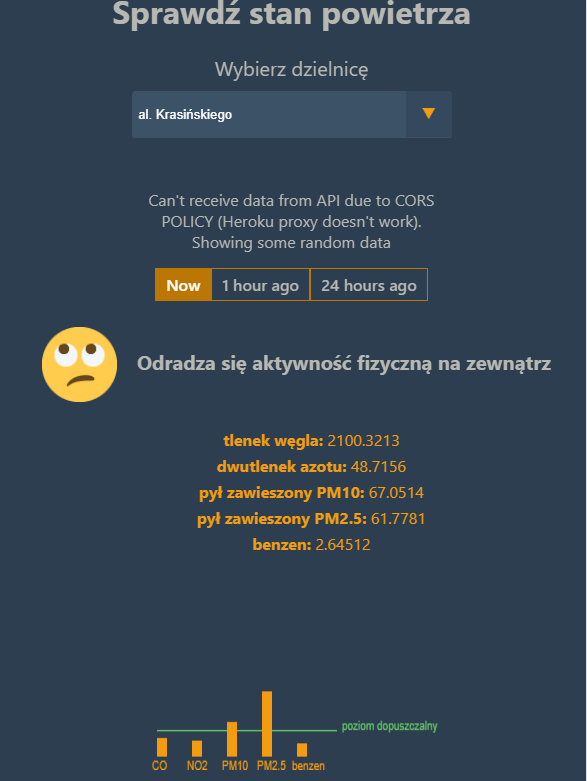 Sprawdź stan powietrza
Wybierz dzielnicę
al. Krasińskiego
Can't receive data from API due to CORS
POLICY (Heroku proxy doesn't work).
Showing some random data
Now 1 hour ago 24 hours ago
Odradza się aktywność fizyczną na zewnątrz
tlenek węgla: 2100.3213
dwutlenek azotu: 48.7156
pył zawieszony PM10: 67.0514
pył zawieszony PM2.5: 61.7781
benzen: 2.64512
poziom dopuszczalny
CO NO2 PM10 PM2.5 benzen